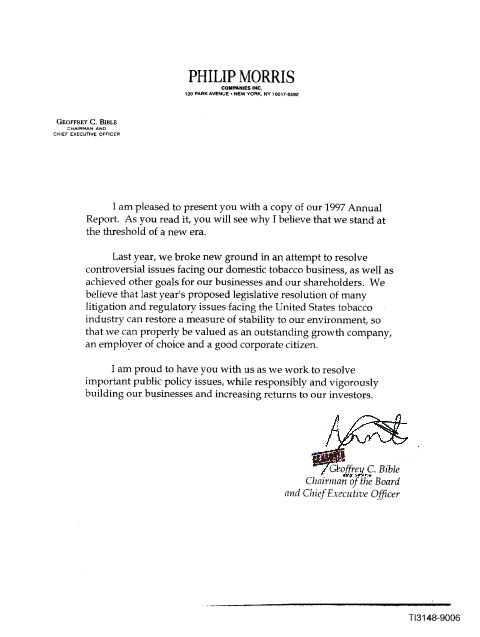 PHILIP MORRIS
COMPANIES INC.
120 PARK AVENUE • NEW YORK, NY 10017-5592
GEOFFREY C. BIBLE
CHAIRMAN AND
CHIEF EXECUTIVE OFFICER
I am pleased to present you with a copy of our 1997 Annual
Report. As you read it, you will see why I believe that we stand at
the threshold of a new era.
Last year, we broke new ground in an attempt to resolve
controversial issues facing our domestic tobacco business, as well as
achieved other goals for our businesses and our shareholders. We
believe that last year's proposed legislative resolution of many
litigation and regulatory issues facing the United States tobacco
industry can restore a measure of stability to our environment, so
that we can properly be valued as an outstanding growth company,
an employer of choice and a good corporate citizen.
I am proud to have you with us as we work to resolve
important public policy issues, while responsibly and vigorously
building our businesses and increasing returns to our investors.
Geoffrey C. Bible
Chairman of the Board
and Chief Executive Officer
TI3148-9006